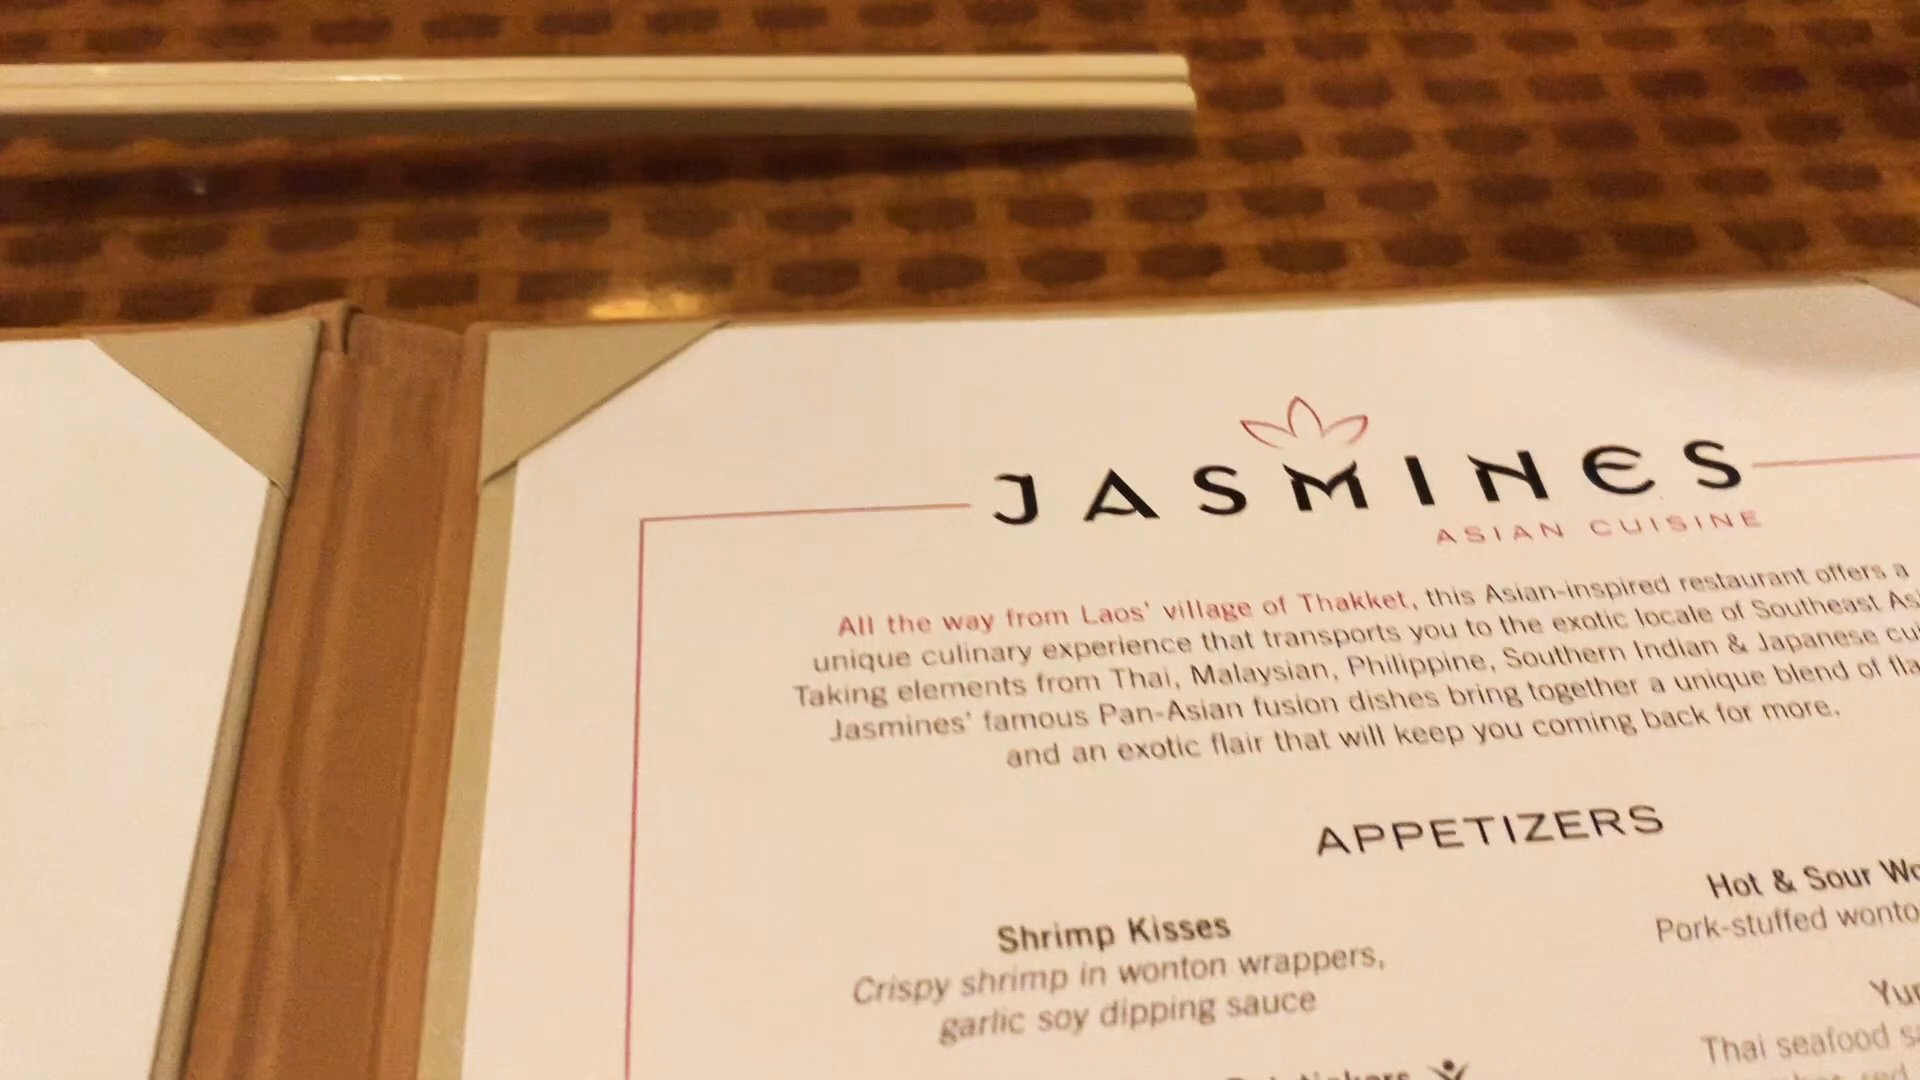 JASMINES
ASIAN CUISINE
All the way from Laos' village of Thakket, this Asian-inspired restaurant offers a
unique culinary experience that transports you to the exotic locale of Southeast
Taking elements from Thai, Malaysian, Philippine, Southern Indian & Japanese
Jasmines' famous Pan-Asian fusion dishes bring together a unique blend of
and an exotic flair that will keep you coming back for more.
APPETIZERS
Shrimp Kisses
Crispy shrimp in wonton wrappers,
garlic soy dipping sauce
Hot & Sour
Pork-stuffed
Thai seafood